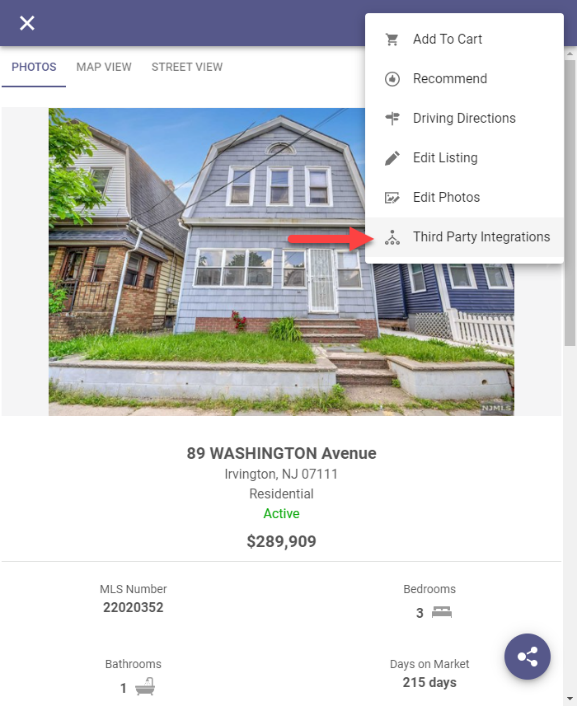 Add To Cart
Recommend
Driving Directions
Edit Listing
Edit Photos
Third Party Integrations
PHOTOS MAP VIEW STREET VIEW
NJMLS
89 WASHINGTON Avenue
Irvington, NJ 07111
Residential
Active
$289,909
MLS Number Bedrooms
22020352 3
Bathrooms Days on Market
1 215 days